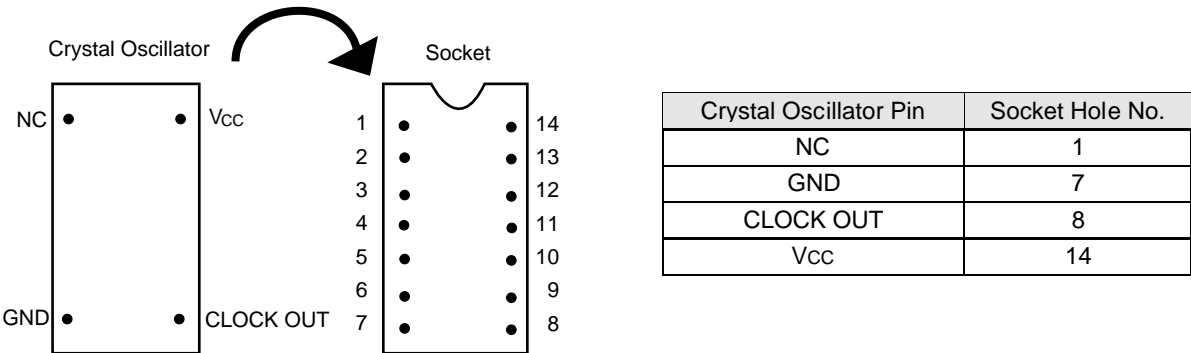 Crystal Oscillator
NC
VCC
GND
CLOCK OUT
Socket
1 14
2 13
3 12
4 11
5 10
6 9
7 8
Crystal Oscillator Pin Socket Hole No.
NC 1
GND 7
CLOCK OUT 8
VCC 14